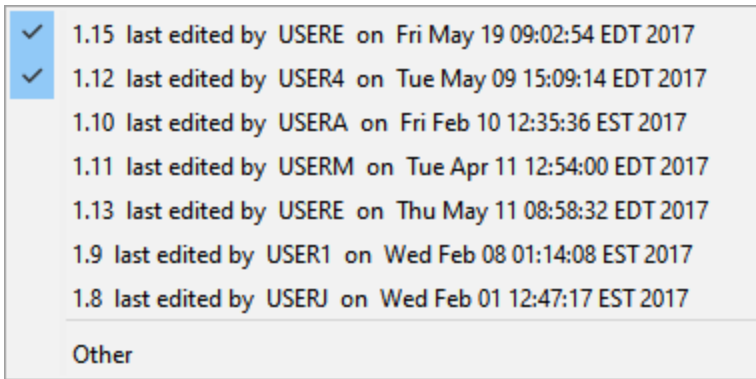 1.15 last edited by USERE on Fri May 19 09:02:54 EDT 2017
1.12 last edited by USER4 on Tue May 09 15:09:14 EDT 2017
1.10 last edited by USERA on Fri Feb 10 12:35:36 EST 2017
1.11 last edited by USERM on Tue Apr 11 12:54:00 EDT 2017
1.13 last edited by USERE on Thu May 11 08:58:32 EDT 2017
1.9 last edited by USER1 on Wed Feb 08 01:14:08 EST 2017
1.8 last edited by USERJ on Wed Feb 01 12:47:17 EST 2017
Other